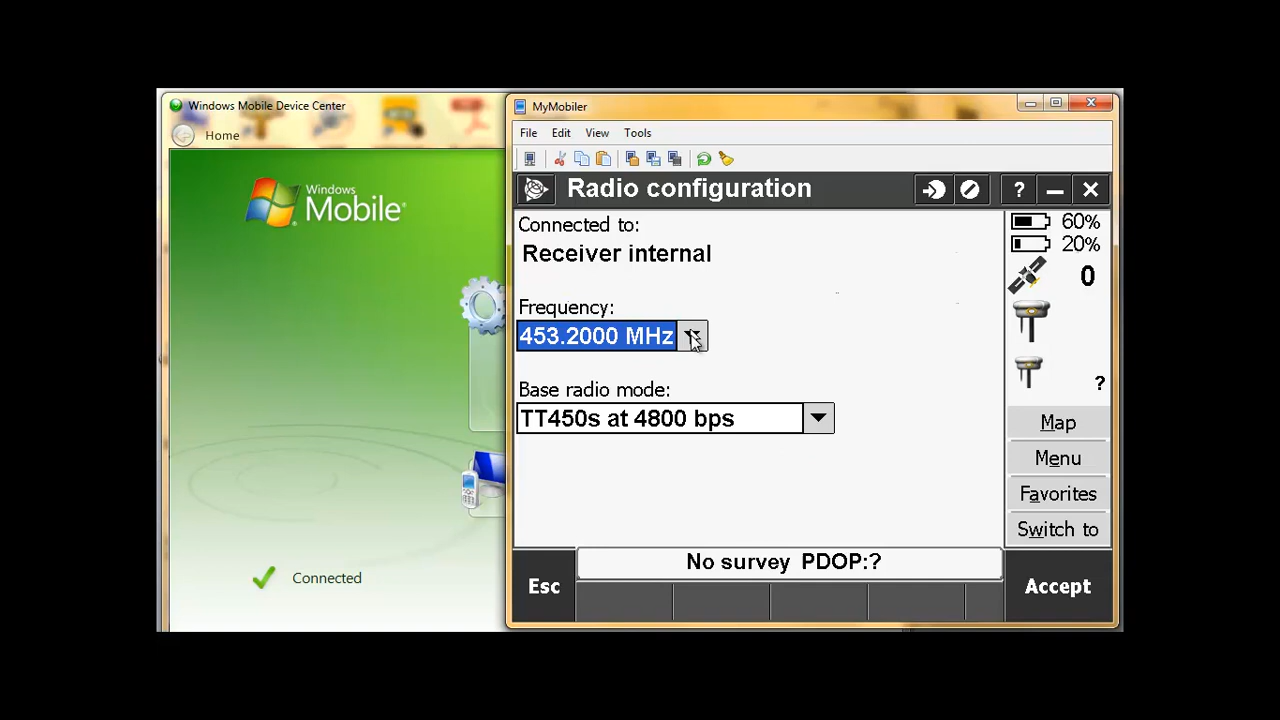 Windows Mobile Device Center
Home
Windows
Mobile
Connected
MyMobiler
File Edit View Tools
Radio configuration
?
Connected to:
Receiver internal
Frequency:
453.2000 MHz
Base radio mode:
TT450s at 4800 bps
60%
20%
0
?
Map
Menu
Favorites
Switch to
No survey PDOP:?
Esc
Accept